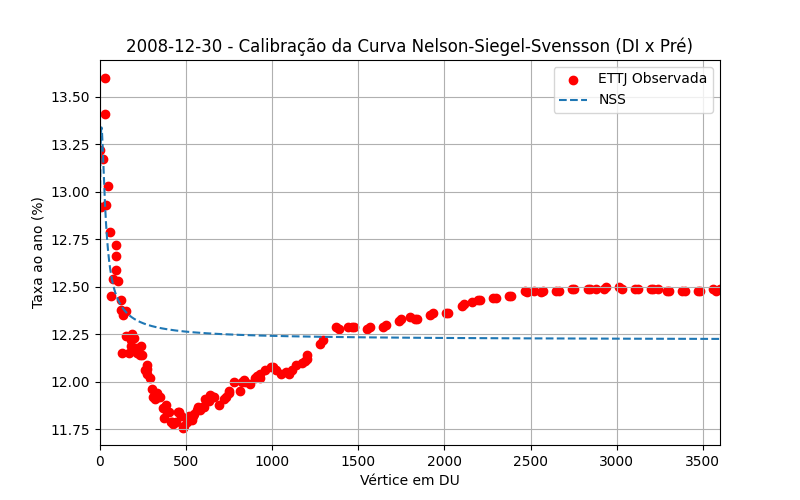 2008-12-30 - Calibração da Curva Nelson-Siegel-Svensson (DI x Pré)
ETTJ Observada
NSS
Taxa ao ano (%)
13.50
13.25
13.00
12.75
12.50
12.25
12.00
11.75
0 500 1000 1500 2000 2500 3000 3500
Vértice em DU